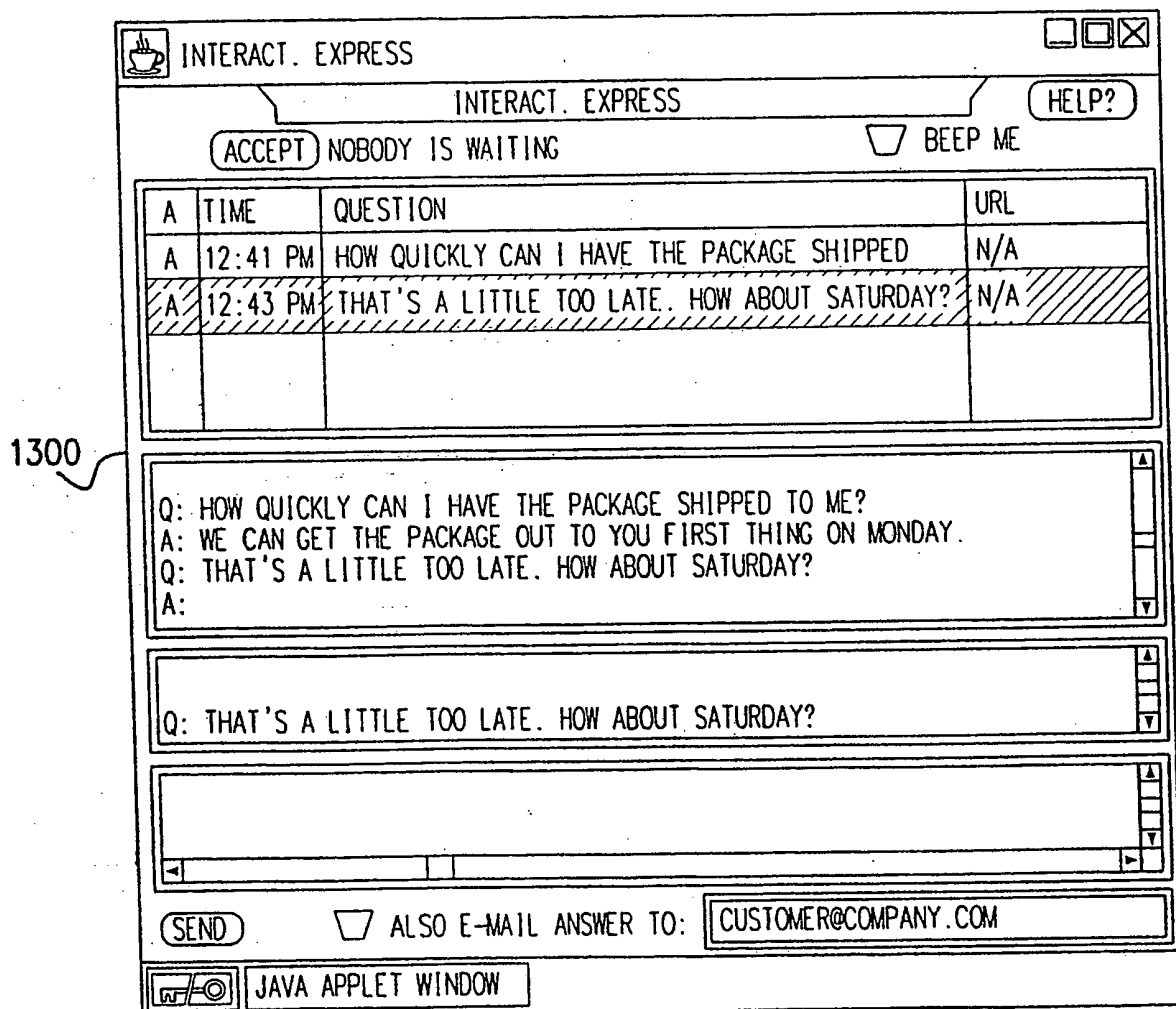 INTERACT. EXPRESS
INTERACT. EXPRESS
HELP?
ACCEPT NOBODY IS WAITING BEEP ME
A TIME QUESTION URL
A 12:41 PM HOW QUICKLY CAN I HAVE THE PACKAGE SHIPPED N/A
A 12:43 PM THAT'S A LITTLE TOO LATE. HOW ABOUT SATURDAY? N/A
1300
Q: HOW QUICKLY CAN I HAVE THE PACKAGE SHIPPED TO ME?
A: WE CAN GET THE PACKAGE OUT TO YOU FIRST THING ON MONDAY.
Q: THAT'S A LITTLE TOO LATE. HOW ABOUT SATURDAY?
A:
Q: THAT'S A LITTLE TOO LATE. HOW ABOUT SATURDAY?
SEND ALSO E-MAIL ANSWER TO: CUSTOMER@COMPANY.COM
JAVA APPLET WINDOW